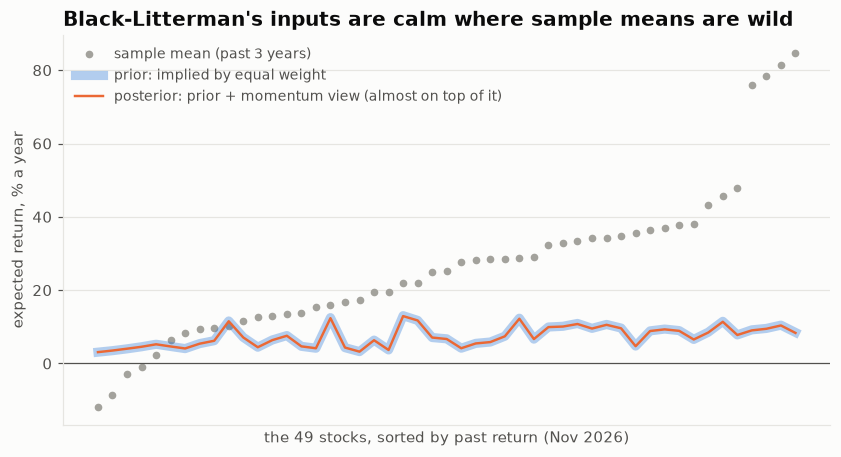 Black-Litterman's inputs are calm where sample means are wild
sample mean (past 3 years)
prior: implied by equal weight
posterior: prior + momentum view (almost on top of it)
expected return, % a year
80
60
40
20
0
the 49 stocks, sorted by past return (Nov 2026)